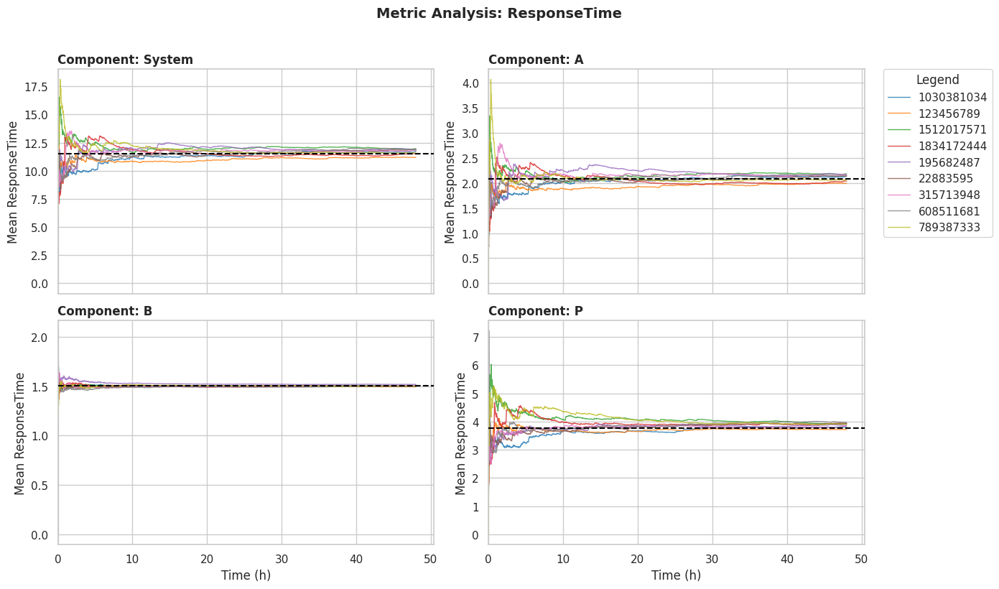 Metric Analysis: ResponseTime
Component: System
Mean ResponseTime
17.5
15.0
12.5
10.0
7.5
5.0
2.5
0.0
Component: A
Mean ResponseTime
4.0
3.5
3.0
2.5
2.0
1.5
1.0
0.5
0.0
Legend
1030381034
123456789
1512017571
1834172444
195682487
22883595
315713948
608511681
789387333
Component: B
Mean ResponseTime
2.0
1.5
1.0
0.5
0.0
0 10 20 30 40 50
Time (h)
Component: P
Mean ResponseTime
7
6
5
4
3
2
1
0
0 10 20 30 40 50
Time (h)